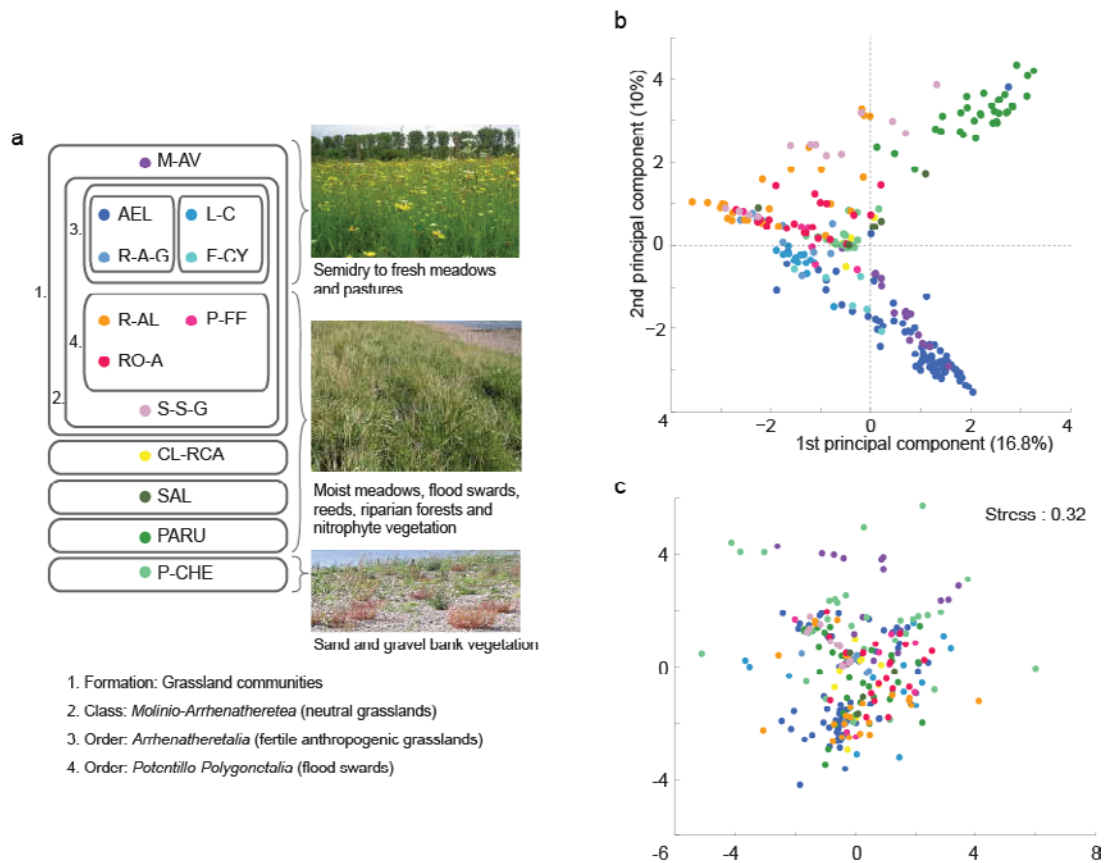 a
M-AV
AEL
L-C
3.
R-A-G
F-CY
1.
R-AL
P-FF
4.
RO-A
2.
S-S-G
CL-RCA
SAL
PARU
P-CHE
Semidry to fresh meadows
and pastures
Moist meadows, flood swards,
reeds, riparian forests and
nitrophyte vegetation
Sand and gravel bank vegetation
1. Formation: Grassland communities
2. Class: Molinio-Arrhenatheretea (neutral grasslands)
3. Order: Arrhenatheretalia (fertile anthropogenic grasslands)
4. Order: Potentillo Polygonetalia (flood swards)
b
2nd principal component (10%)
4
2
0
−2
4
−2
0
2
4
1st principal component (16.8%)
c
Stress : 0.32
4
0
-4
-6
-4
0
4
8